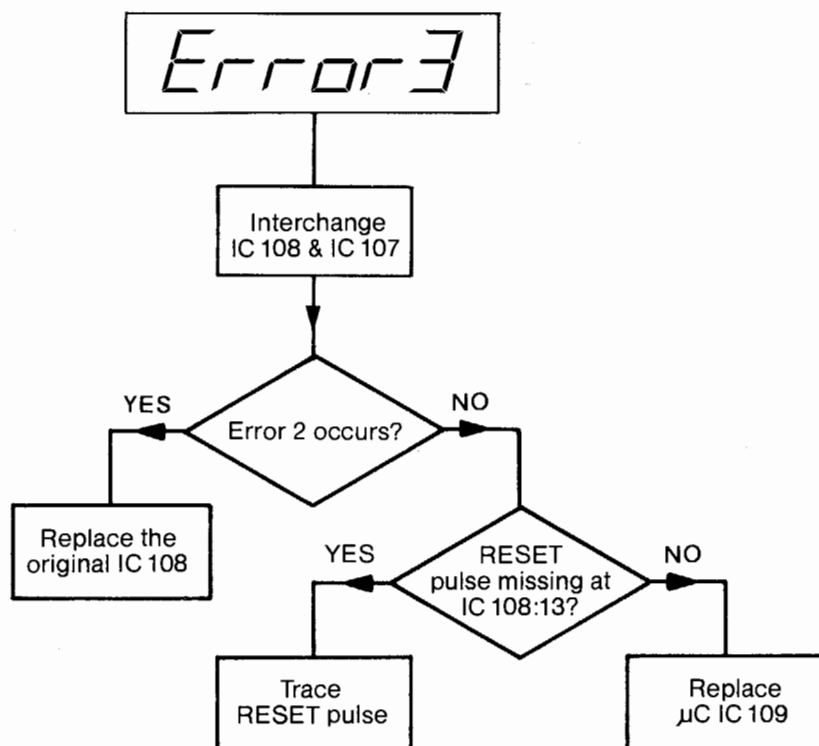 Error3
Interchange
IC 108 & IC 107
YES
NO
Error 2 occurs?
Replace the
original IC 108
YES
NO
RESET
pulse missing at
IC 108:13?
Trace
RESET pulse
Replace
µC IC 109